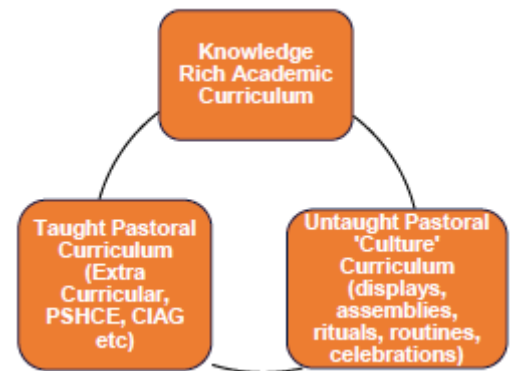 Knowledge
Rich Academic
Curriculum
Taught Pastoral
Curriculum
(Extra
Curricular,
PSHCE, CIAG
etc)
Untaught Pastoral
'Culture'
Curriculum
(displays,
assemblies,
rituals, routines,
celebrations)